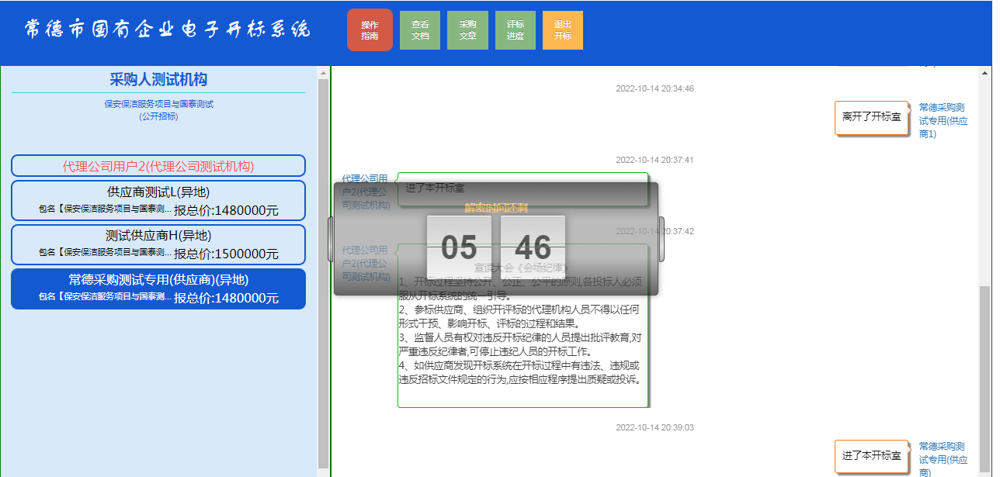 常德市国有企业电子开标系统
操作
指南
查看
文档
采购
文章
评标
进度
退出
开标
采购人测试机构
保安保洁服务项目与国泰测试
(公开招标)
代理公司用户2(代理公司测试机构)
供应商测试L(异地)
包名【保安保洁服务项目与国泰测... 报总价:1480000元
测试供应商H(异地)
包名【保安保洁服务项目与国泰测... 报总价:1500000元
常德采购测试专用(供应商)(异地)
包名【保安保洁服务项目与国泰测... 报总价:1480000元
2022-10-14 20:34:46
离开了开标室
常德采购测
试专用(供应
商1)
2022-10-14 20:37:41
代理公司用
户2(代理公
司测试机构)
进了本开标室
解密时间还剩
05 46
2022-10-14 20:37:42
代理公司用
户2(代理公
司测试机构)
宣读大会《会场纪律》
1、开标过程坚持公开、公正、公平的原则,各投标人必须
服从开标系统的统一引导。
2、参标供应商、组织开评标的代理机构人员不得以任何
形式干预、影响开标、评标的过程和结果。
3、监督人员有权对违反开标纪律的人员提出批评教育,对
严重违反纪律者,可停止违纪人员的开标工作。
4、如供应商发现开标系统在开标过程中有违法、违规或
违反招标文件规定的行为,应按相应程序提出质疑或投诉。
2022-10-14 20:39:03
进了本开标室
常德采购测
试专用(供应
商)